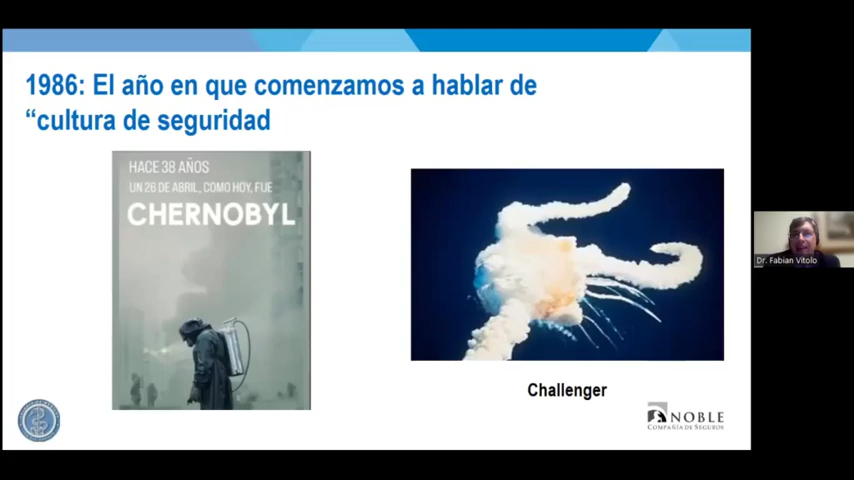 1986: El año en que comenzamos a hablar de
“cultura de seguridad
HACE 38 AÑOS
UN 26 DE ABRIL, COMO HOY, FUE
CHERNOBYL
Challenger
NOBLE
COMPAÑÍA DE SEGUROS
Dr. Fabian Vitolo